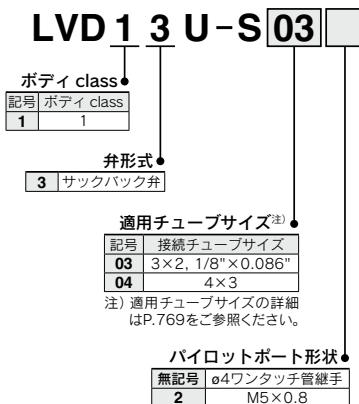 LVD 1 3 U-S 03
ボディ class
記号 ボディ class
1 1
弁形式
3 サックバック弁
適用チューブサイズ注)
記号 接続チューブサイズ
03 3×2, 1/8"×0.086"
04 4×3
注) 適用チューブサイズの詳細
はP.769をご参照ください。
パイロットポート形状
無記号 ø4ワンタッチ管継手
2 M5×0.8